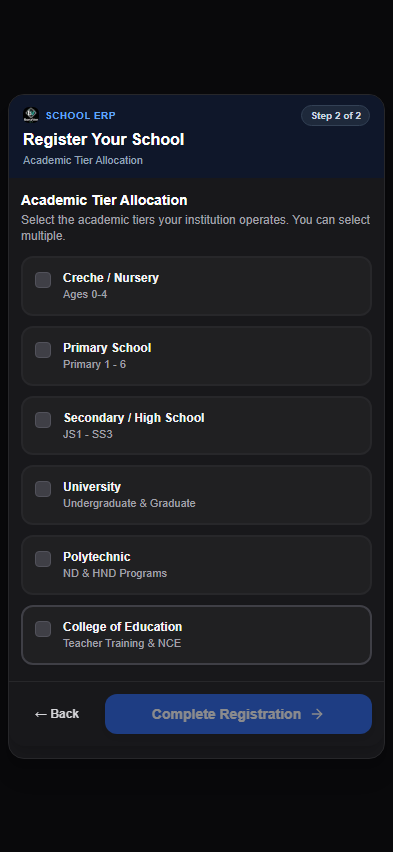 SCHOOL ERP
Step 2 of 2
Register Your School
Academic Tier Allocation
Academic Tier Allocation
Select the academic tiers your institution operates. You can select
multiple.
Creche / Nursery
Ages 0-4
Primary School
Primary 1 - 6
Secondary / High School
JS1 - SS3
University
Undergraduate & Graduate
Polytechnic
ND & HND Programs
College of Education
Teacher Training & NCE
← Back
Complete Registration →